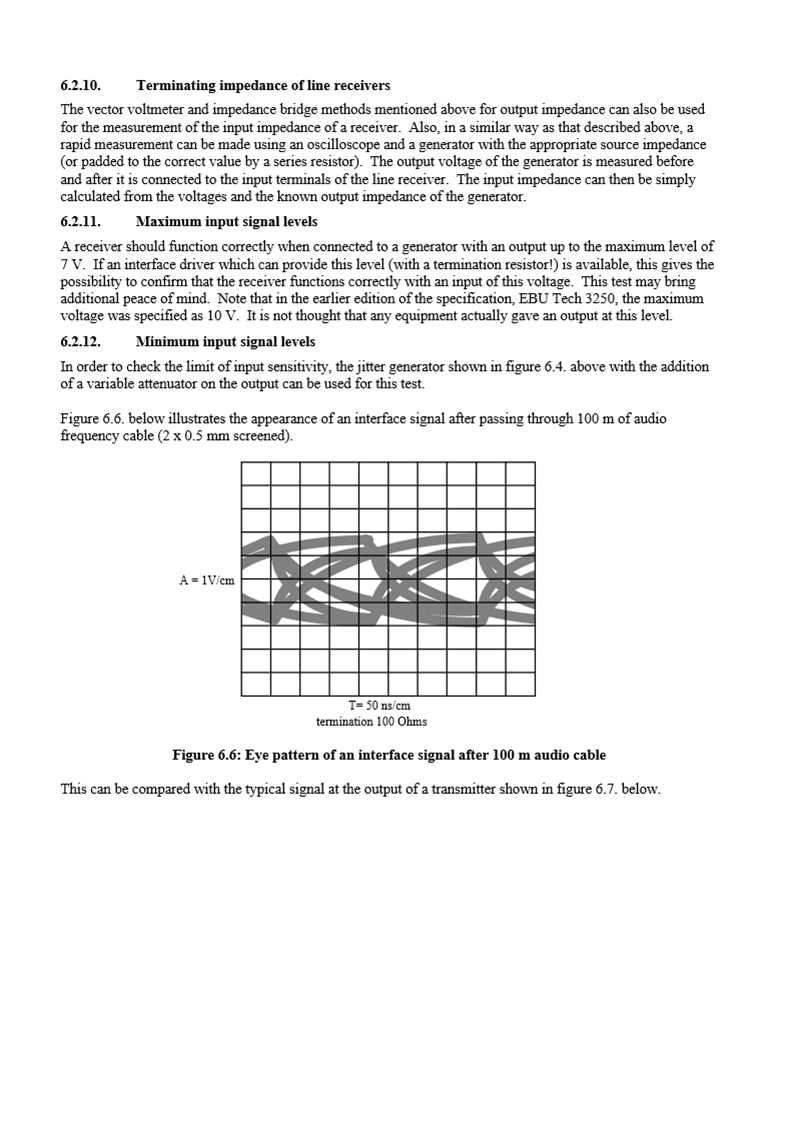 6.2.10. Terminating impedance of line receivers
The vector voltmeter and impedance bridge methods mentioned above for output impedance can also be used
for the measurement of the input impedance of a receiver. Also, in a similar way as that described above, a
rapid measurement can be made using an oscilloscope and a generator with the appropriate source impedance
(or padded to the correct value by a series resistor). The output voltage of the generator is measured before
and after it is connected to the input terminals of the line receiver. The input impedance can then be simply
calculated from the voltages and the known output impedance of the generator.
6.2.11. Maximum input signal levels
A receiver should function correctly when connected to a generator with an output up to the maximum level of
7 V. If an interface driver which can provide this level (with a termination resistor!) is available, this gives the
possibility to confirm that the receiver functions correctly with an input of this voltage. This test may bring
additional peace of mind. Note that in the earlier edition of the specification, EBU Tech 3250, the maximum
voltage was specified as 10 V. It is not thought that any equipment actually gave an output at this level.
6.2.12. Minimum input signal levels
In order to check the limit of input sensitivity, the jitter generator shown in figure 6.4. above with the addition
of a variable attenuator on the output can be used for this test.
Figure 6.6. below illustrates the appearance of an interface signal after passing through 100 m of audio
frequency cable (2 x 0.5 mm screened).
A = 1V/cm
T= 50 ns/cm
termination 100 Ohms
Figure 6.6: Eye pattern of an interface signal after 100 m audio cable
This can be compared with the typical signal at the output of a transmitter shown in figure 6.7. below.